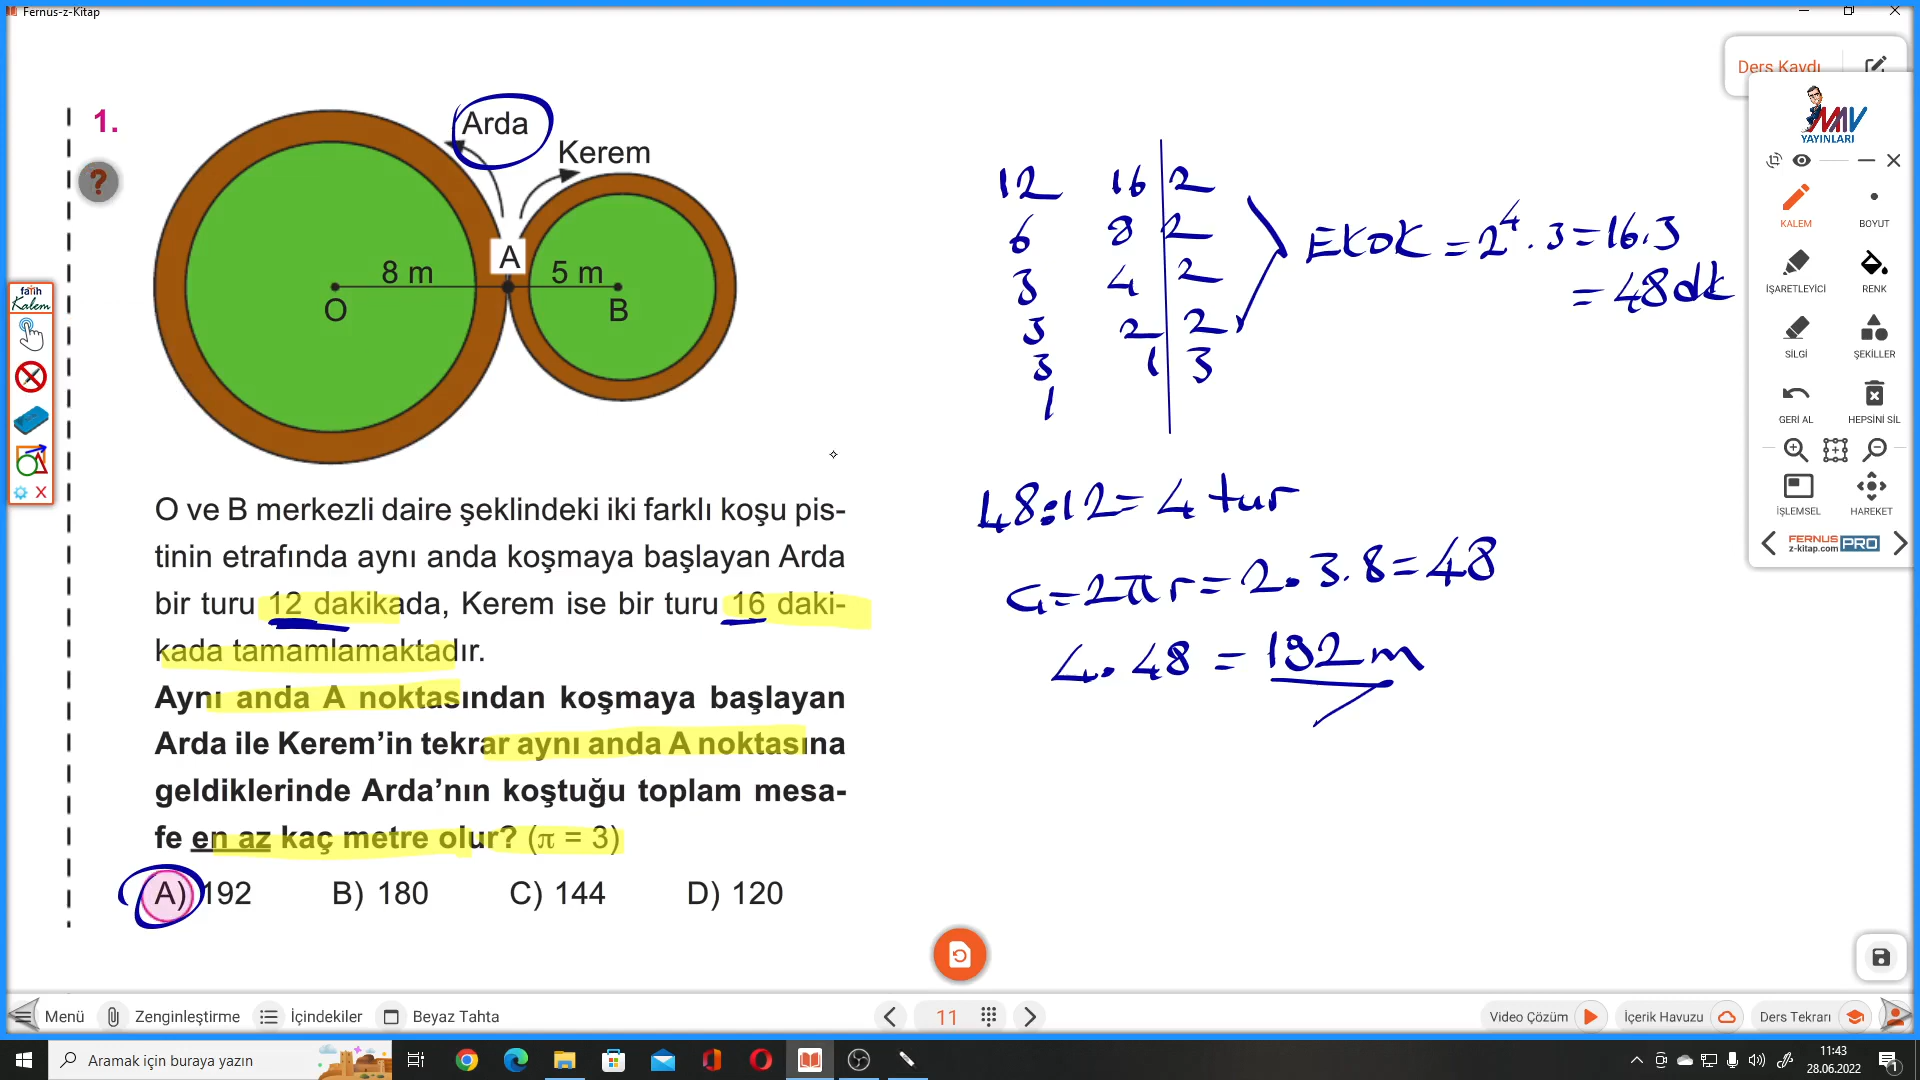 Fernus-z-Kitap
Ders Kaydı
1.
Arda
Kerem
A
8 m
5 m
O
B
O ve B merkezli daire şeklindeki iki farklı koşu pis-
tinin etrafında aynı anda koşmaya başlayan Arda
bir turu 12 dakikada, Kerem ise bir turu 16 daki-
kada tamamlamaktadır.
Aynı anda A noktasından koşmaya başlayan
Arda ile Kerem’in tekrar aynı anda A noktasına
geldiklerinde Arda’nın koştuğu toplam mesa-
fe en az kaç metre olur? (π = 3)
A) 192 B) 180 C) 144 D) 120
12 16 2
6 8 2
3 4 2
3 2 2
3 1 3
1
EKOK = 2⁴ . 3 = 16.3
= 48dk
48:12 = 4 tur
Ç = 2πr = 2. 3. 8 = 48
4. 48 = 192 m
fatih
Kalem
MAV
YAYINLARI
KALEM BOYUT
İŞARETLEYİCİ RENK
SİLGİ ŞEKİLLER
GERİ AL HEPSİNİ SİL
İŞLEMSEL HAREKET
FERNUS
z-kitap.com PRO
Menü Zenginleştirme İçindekiler Beyaz Tahta 11 Video Çözüm İçerik Havuzu Ders Tekrarı
Aramak için buraya yazın
11:43
28.06.2022
1